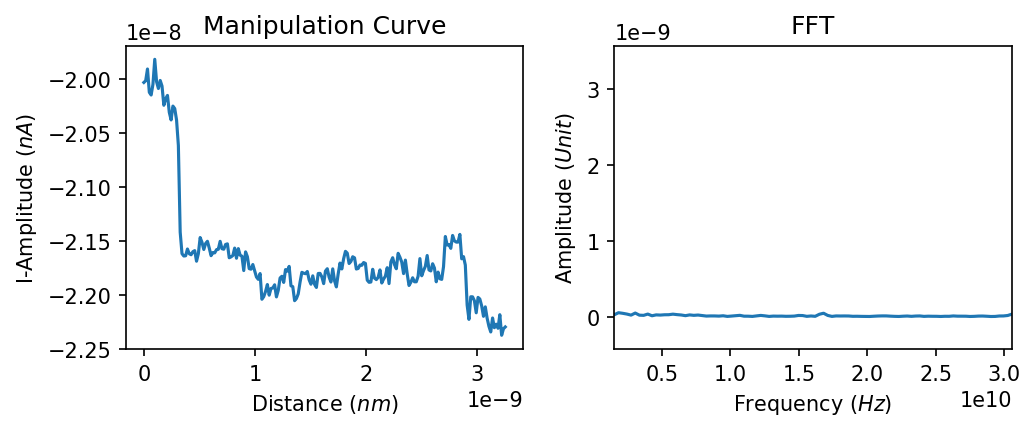 Manipulation Curve
1e−8
I-Amplitude (nA)
−2.00
−2.05
−2.10
−2.15
−2.20
−2.25
0
1
2
3
1e−9
Distance (nm)
FFT
1e−9
Amplitude (Unit)
3
2
1
0
0.5
1.0
1.5
2.0
2.5
3.0
1e10
Frequency (Hz)